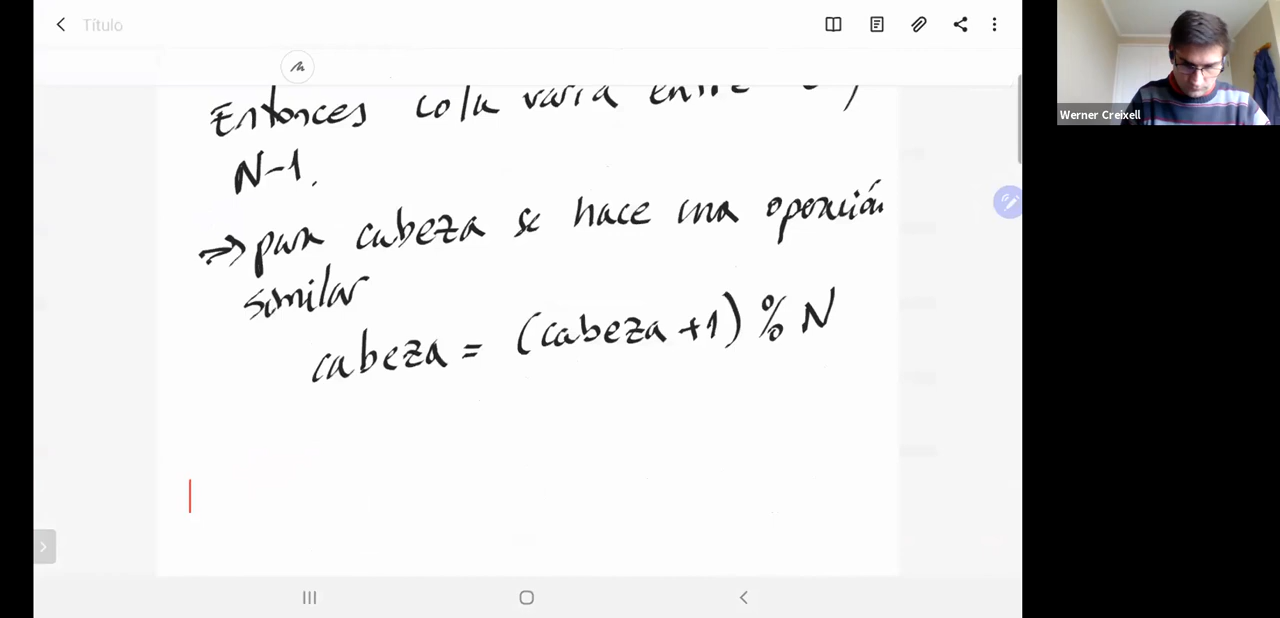 Título
Entonces cola varía entre
N-1.
⇒ para cabeza se hace una operación
similar
cabeza = (cabeza +1) % N
Werner Creixell